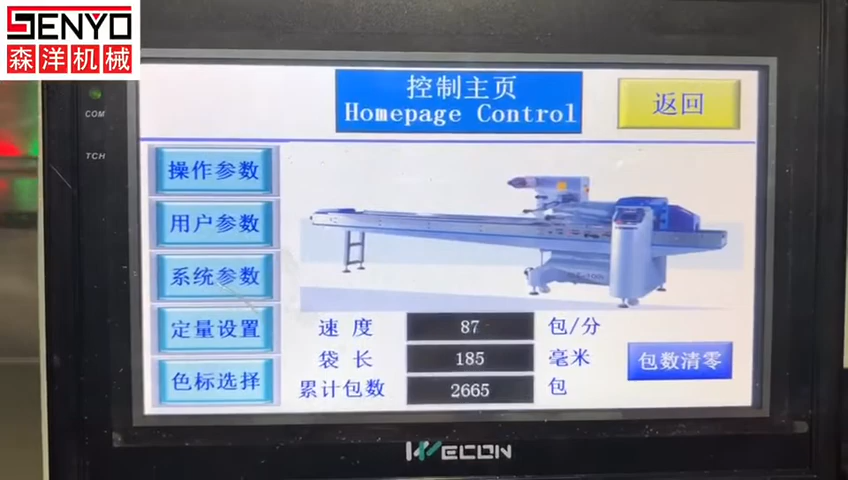 SENYO
森洋机械
COM
TCH
控制主页
Homepage Control
返回
操作参数
用户参数
系统参数
定量设置
色标选择
速度 87 包/分
袋长 185 毫米
累计包数 2665 包
包数清零
WECON